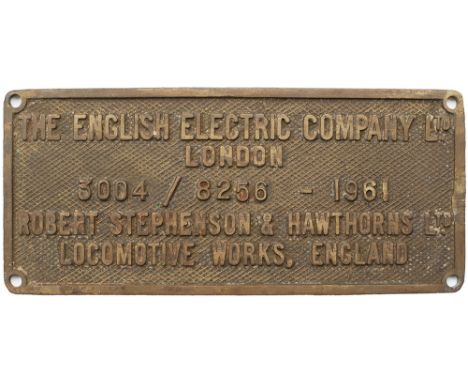 THE ENGLISH ELECTRIC COMPANY LTD
LONDON
3004 / 8256 - 1961
ROBERT STEPHENSON & HAWTHORNS LTD
LOCOMOTIVE WORKS, ENGLAND